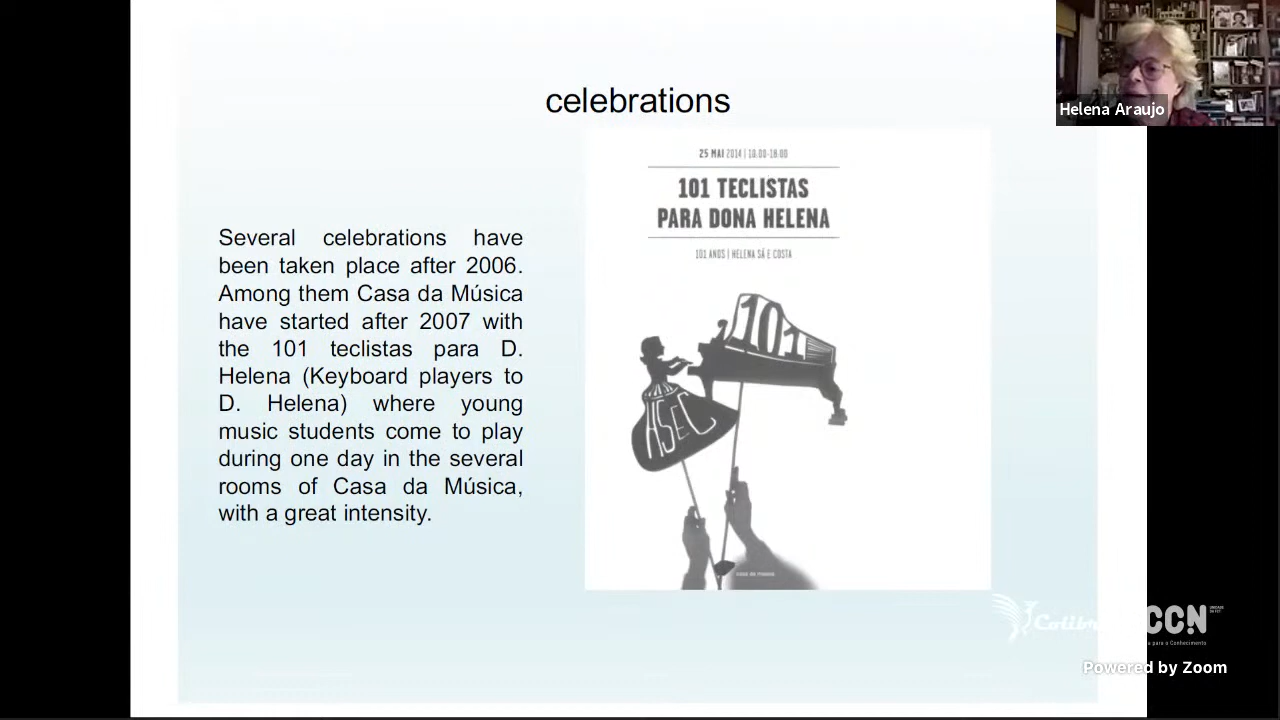 celebrations
Helena Araujo
Several celebrations have
been taken place after 2006.
Among them Casa da Música
have started after 2007 with
the 101 teclistas para D.
Helena (Keyboard players to
D. Helena) where young
music students come to play
during one day in the several
rooms of Casa da Música,
with a great intensity.
25 MAI 2014 | 10:00-18:00
101 TECLISTAS
PARA DONA HELENA
101 ANOS | HELENA SÁ E COSTA
101
HSEC
CCN
para o Conhecimento
Powered by Zoom